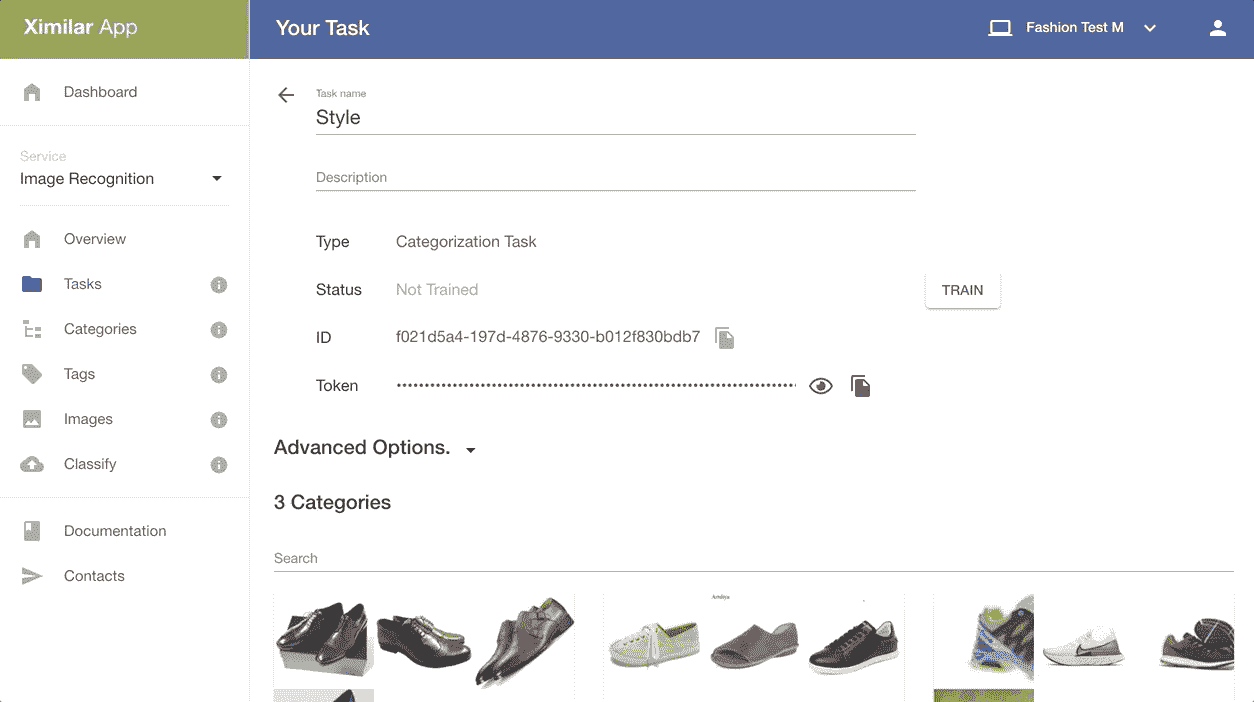 Ximilar App
Your Task
Fashion Test M
Dashboard
Service
Image Recognition
Overview
Tasks
Categories
Tags
Images
Classify
Documentation
Contacts
Task name
Style
Description
Type Categorization Task
Status Not Trained
TRAIN
ID f021d5a4-197d-4876-9330-b012f830bdb7
Token
Advanced Options.
3 Categories
Search